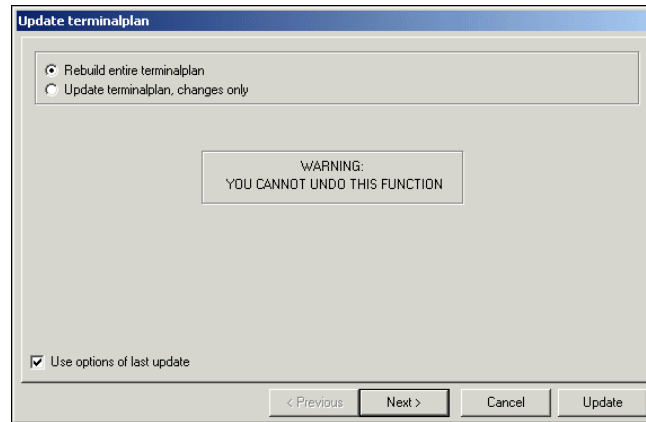 Update terminalplan
Rebuild entire terminalplan
Update terminalplan, changes only
WARNING:
YOU CANNOT UNDO THIS FUNCTION
Use options of last update
< Previous
Next >
Cancel
Update